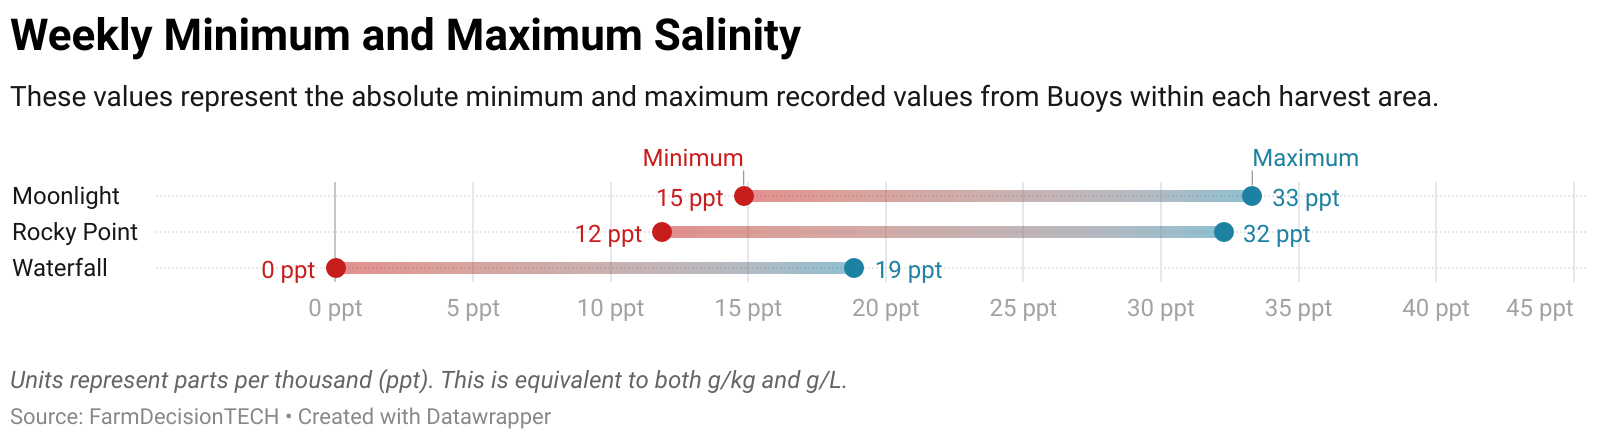 Weekly Minimum and Maximum Salinity
These values represent the absolute minimum and maximum recorded values from Buoys within each harvest area.
Minimum Maximum
Moonlight 15 ppt 33 ppt
Rocky Point 12 ppt 32 ppt
Waterfall 0 ppt 19 ppt
0 ppt 5 ppt 10 ppt 15 ppt 20 ppt 25 ppt 30 ppt 35 ppt 40 ppt 45 ppt
Units represent parts per thousand (ppt). This is equivalent to both g/kg and g/L.
Source: FarmDecisionTECH • Created with Datawrapper